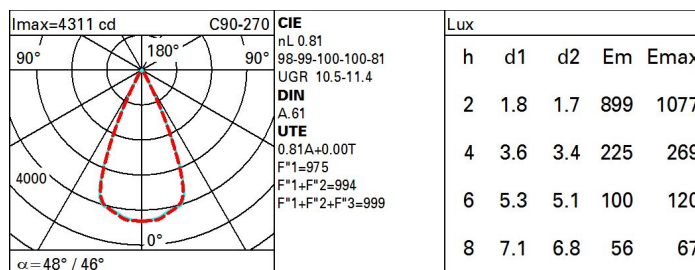 Imax=4311 cd C90-270
90° 180° 90°
4000
0°
α=48° / 46°
CIE
nL 0.81
98-99-100-100-81
UGR 10.5-11.4
DIN
A.61
UTE
0.81A+0.00T
F"1=975
F"1+F"2=994
F"1+F"2+F"3=999
Lux
h d1 d2 Em Emax
2 1.8 1.7 899 1077
4 3.6 3.4 225 269
6 5.3 5.1 100 120
8 7.1 6.8 56 67